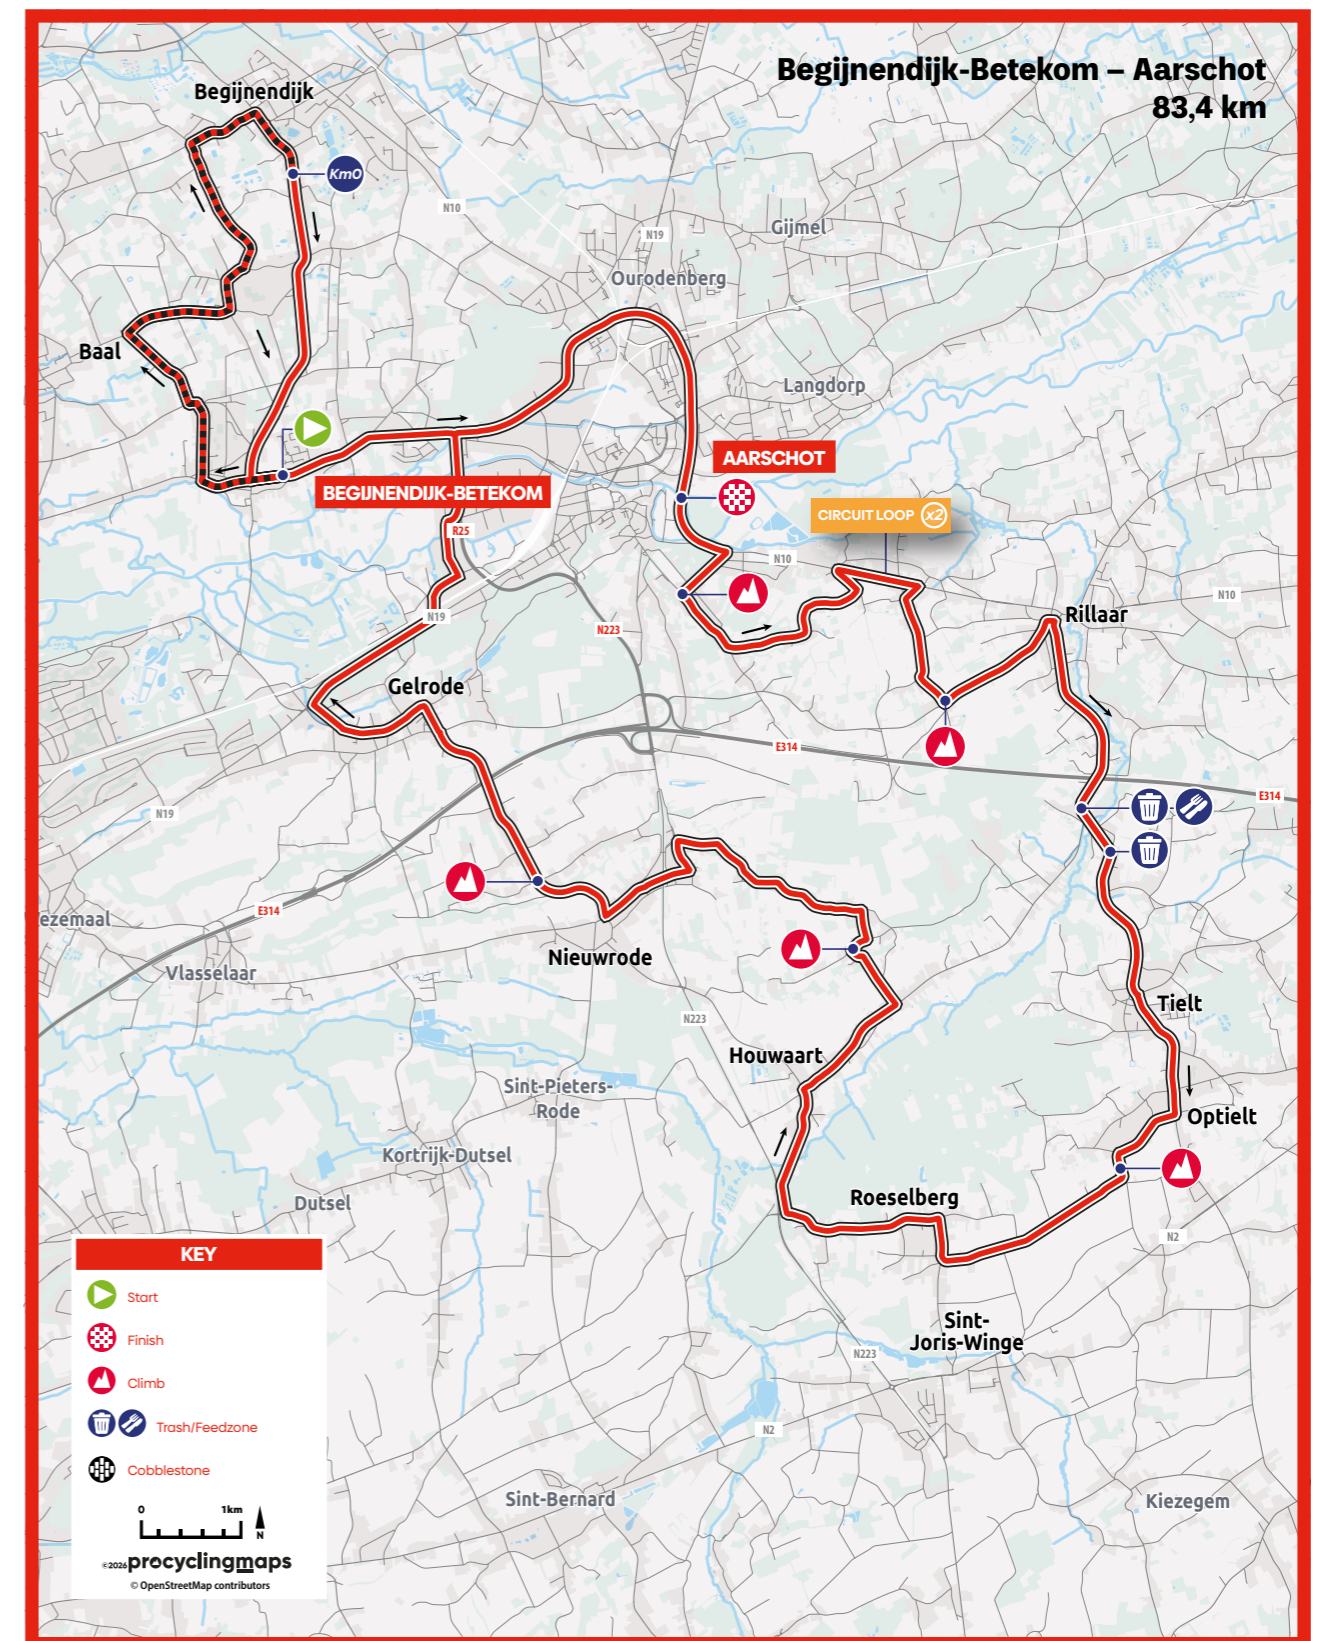 Begijnendijk-Betekom – Aarschot
83,4 km
Begijnendijk
Km0
N10
Gijmel
N19
Ourodenberg
Baal
Langdorp
AARSCHOT
BEGIJNENDIJK-BETEKOM
CIRCUIT LOOP x2
R25
N10
N10
Rillaar
N19
N223
Gelrode
E314
E314
N19
E314
ezemaal
Nieuwrode
Vlasselaar
Tielt
N223
Houwaart
Sint-Pieters-
Rode
Optielt
Kortrijk-Dutsel
Dutsel
Roeselberg
N2
KEY
Start
Sint-
Joris-Winge
Finish
N223
Climb
Trash/Feedzone
N2
Cobblestone
Sint-Bernard
Kiezegem
0 1km
N
©2026 procyclingmaps
© OpenStreetMap contributors